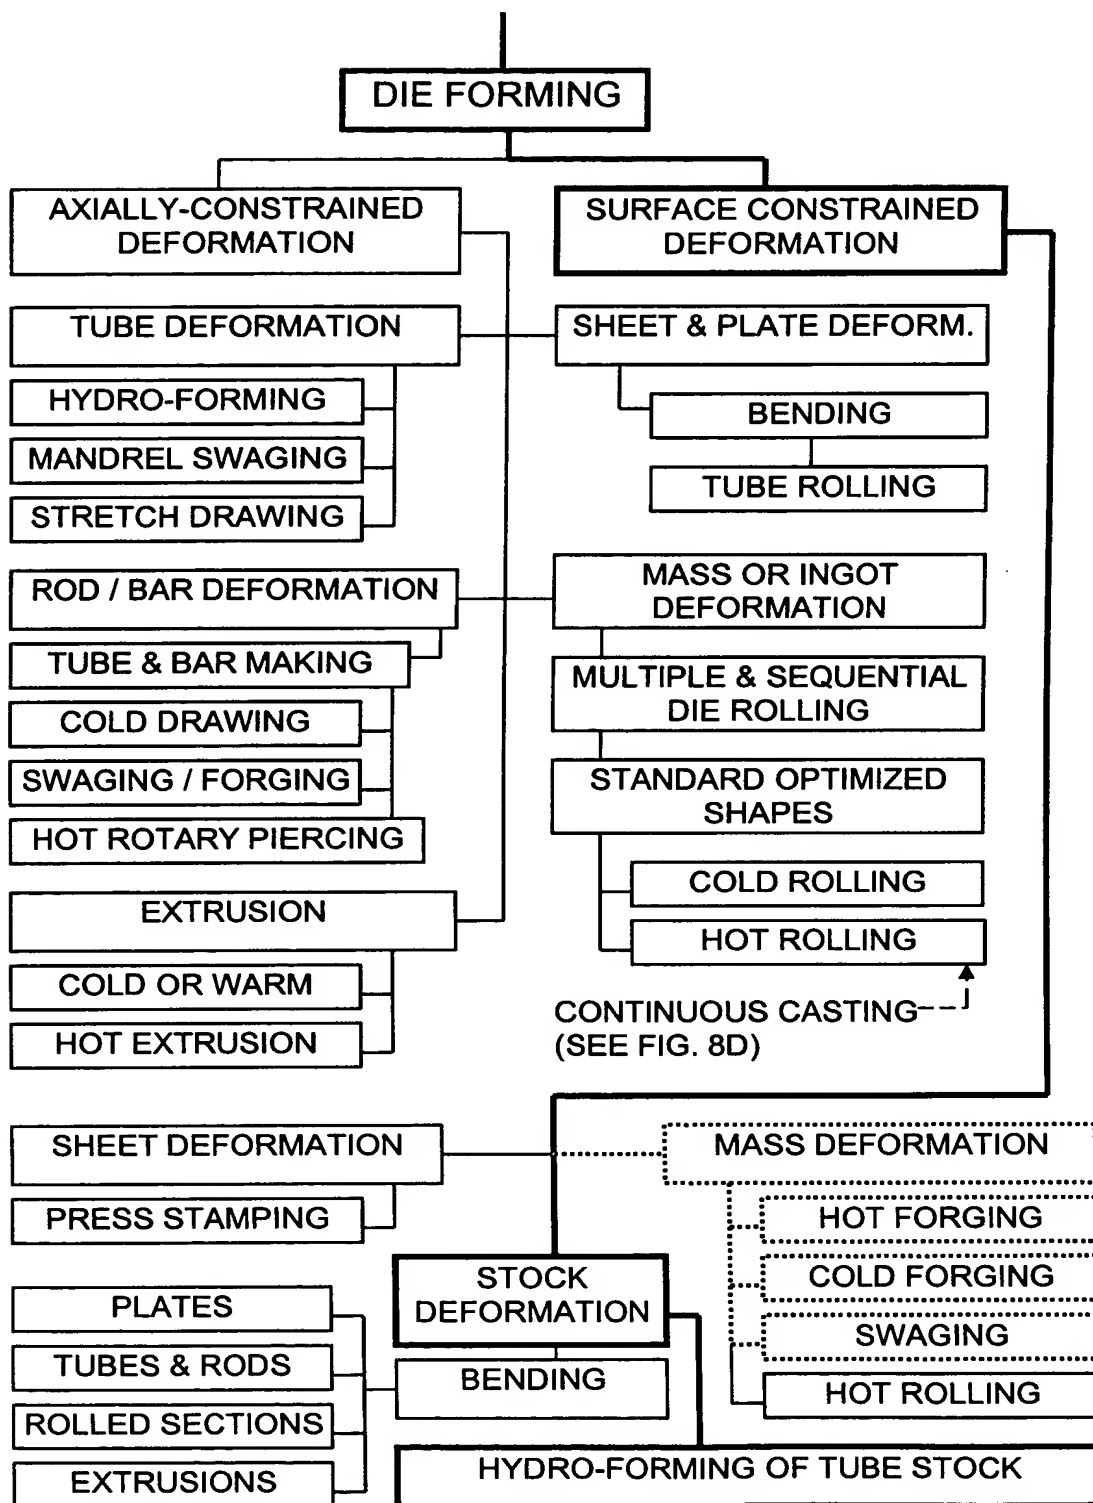 DIE FORMING
AXIALLY-CONSTRAINED
DEFORMATION
SURFACE CONSTRAINED
DEFORMATION
TUBE DEFORMATION
SHEET & PLATE DEFORM.
HYDRO-FORMING
MANDREL SWAGING
STRETCH DRAWING
BENDING
TUBE ROLLING
ROD / BAR DEFORMATION
TUBE & BAR MAKING
COLD DRAWING
SWAGING / FORGING
HOT ROTARY PIERCING
MASS OR INGOT
DEFORMATION
MULTIPLE & SEQUENTIAL
DIE ROLLING
STANDARD OPTIMIZED
SHAPES
COLD ROLLING
HOT ROLLING
CONTINUOUS CASTING
(SEE FIG. 8D)
EXTRUSION
COLD OR WARM
HOT EXTRUSION
SHEET DEFORMATION
PRESS STAMPING
MASS DEFORMATION
HOT FORGING
COLD FORGING
SWAGING
HOT ROLLING
STOCK
DEFORMATION
BENDING
PLATES
TUBES & RODS
ROLLED SECTIONS
EXTRUSIONS
HYDRO-FORMING OF TUBE STOCK